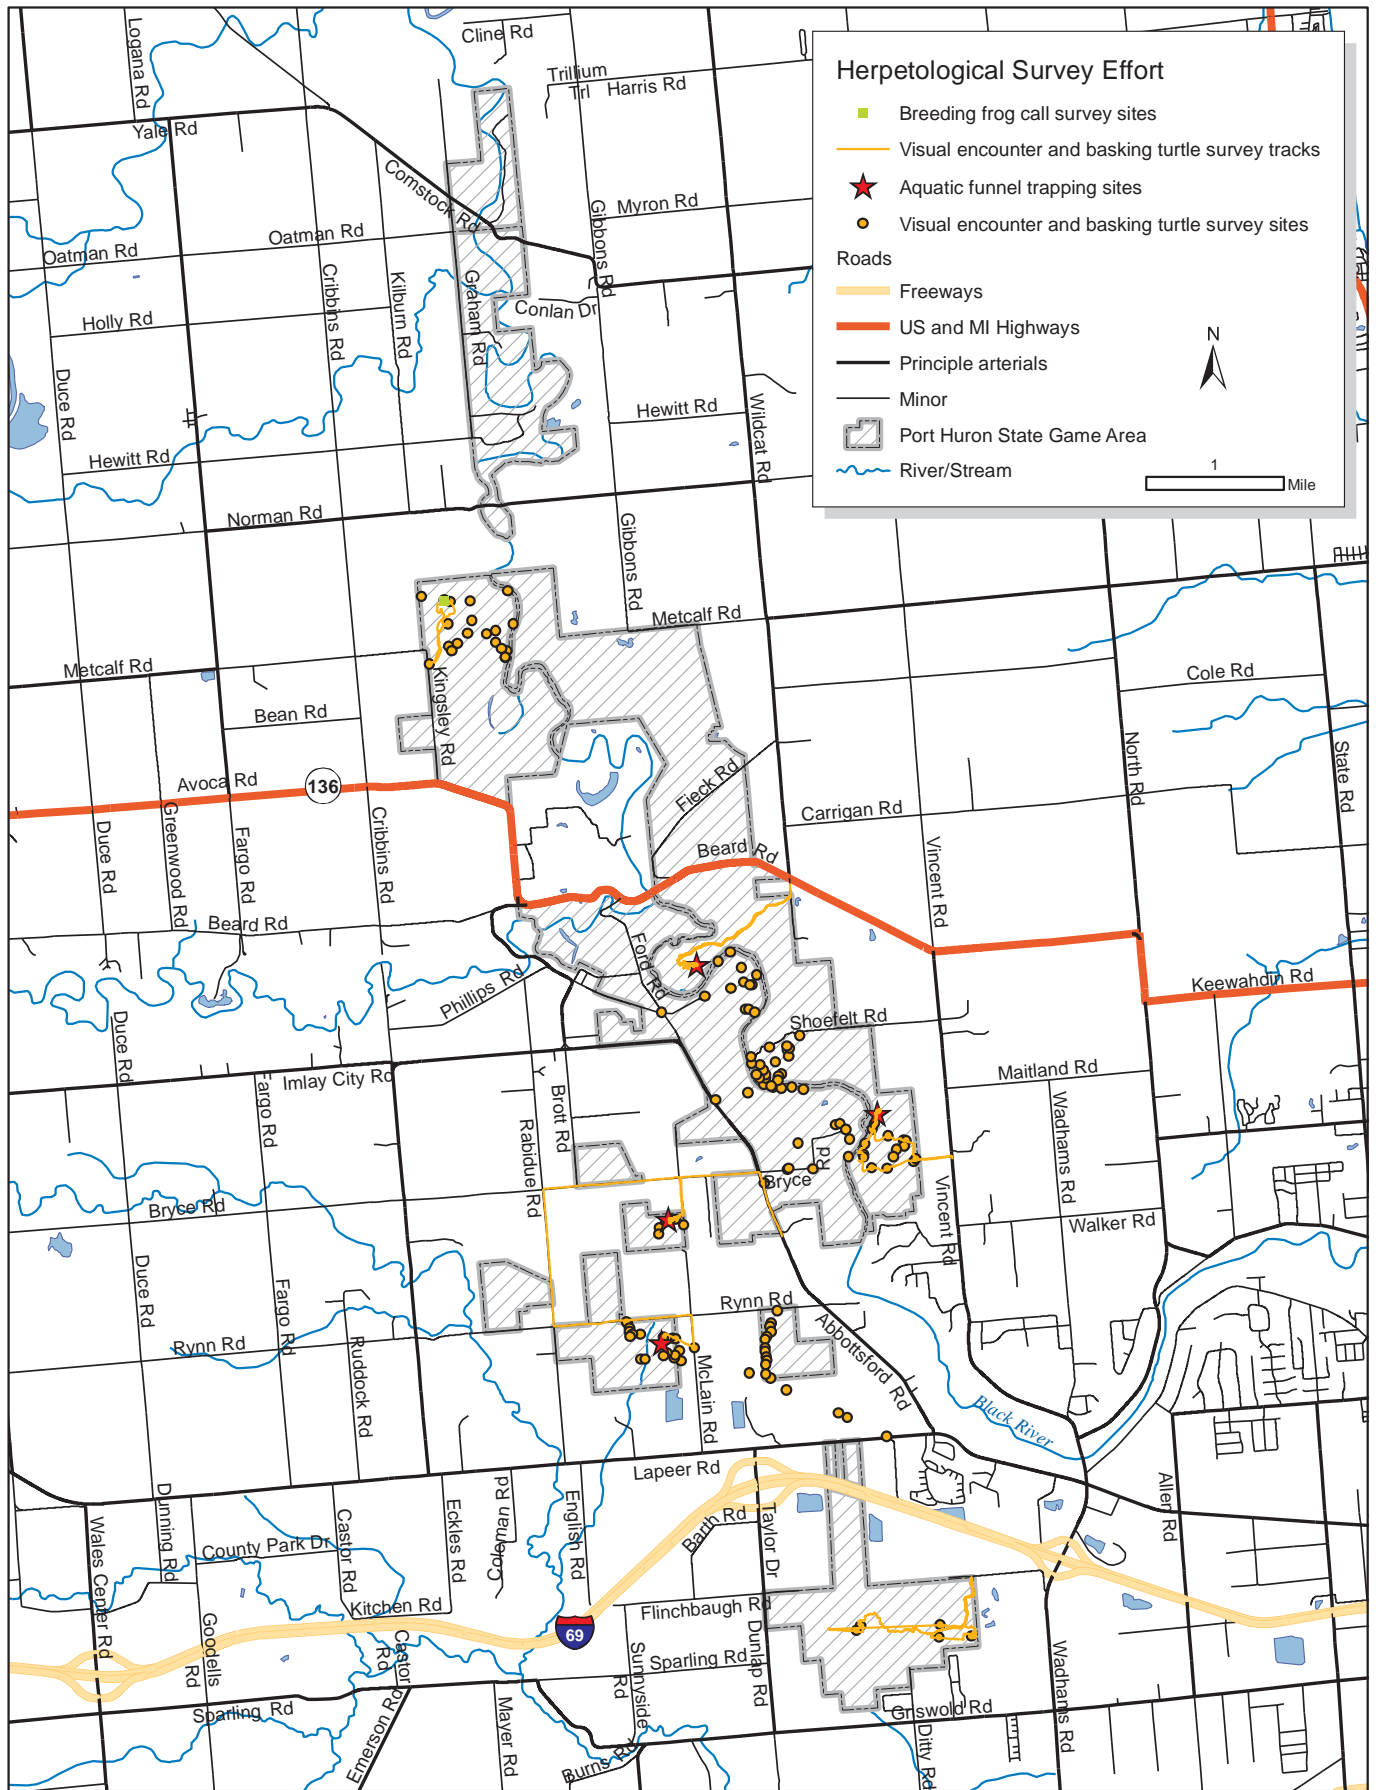 Herpetological Survey Effort
Breeding frog call survey sites
Visual encounter and basking turtle survey tracks
Aquatic funnel trapping sites
Visual encounter and basking turtle survey sites
Roads
Freeways
US and MI Highways
Principle arterials
Minor
Port Huron State Game Area
River/Stream
N
1
Mile
Cline Rd
Logana Rd
Trillium
Trl
Harris Rd
Yale Rd
Comstock Rd
Myron Rd
Gibbons Rd
Oatman Rd
Oatman Rd
Cribbins Rd
Kilburn Rd
Graham Rd
Conlan Dr
Holly Rd
Duce Rd
Hewitt Rd
Wildcat Rd
Hewitt Rd
Norman Rd
Gibbons Rd
Metcalf Rd
Metcalf Rd
Cole Rd
Kingsley Rd
Bean Rd
North Rd
State Rd
Avoca Rd
136
Fieck Rd
Carrigan Rd
Duce Rd
Greenwood Rd
Fargo Rd
Cribbins Rd
Beard Rd
Vincent Rd
Beard Rd
Ford Rd
Phillips Rd
Keewahdin Rd
Shoefelt Rd
Duce Rd
Imlay City Rd
Maitland Rd
Fargo Rd
Brott Rd
Rabidue Rd
Wadhams Rd
Rd
Bryce
Bryce Rd
Vincent Rd
Walker Rd
Duce Rd
Fargo Rd
Rynn Rd
Rynn Rd
Ruddock Rd
McLain Rd
Abbottsford Rd
Black River
Lapeer Rd
Allen Rd
Dunning Rd
Castor Rd
Eckles Rd
Coleman Rd
English Rd
Barth Rd
Taylor Dr
Wales Center Rd
County Park Dr
Kitchen Rd
Flinchbaugh Rd
69
Goodells
Rd
Castor
Rd
Sunnyside
Rd
Sparling Rd
Dunlap Rd
Wadhams Rd
Sparling Rd
Emerson Rd
Mayer Rd
Burns Rd
Griswold Rd
Ditty Rd